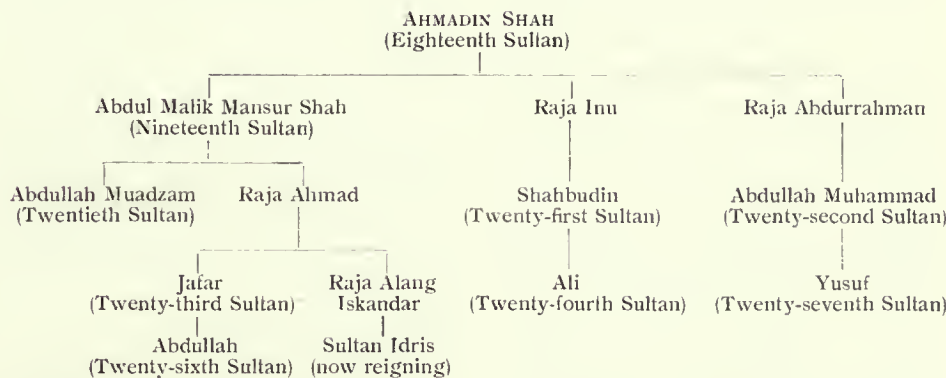 AHMADIN SHAH
(Eighteenth Sultan)
Abdul Malik Mansur Shah
(Nineteenth Sultan)
Raja Inu
Raja Abdurrahman
Abdullah Muadzam
(Twentieth Sultan)
Raja Ahmad
Shahbudin
(Twenty-first Sultan)
Abdullah Muhammad
(Twenty-second Sultan)
Jafar
(Twenty-third Sultan)
Raja Alang
Iskandar
Ali
(Twenty-fourth Sultan)
Yusuf
(Twenty-seventh Sultan)
Abdullah
(Twenty-sixth Sultan)
Sultan Idris
(now reigning)